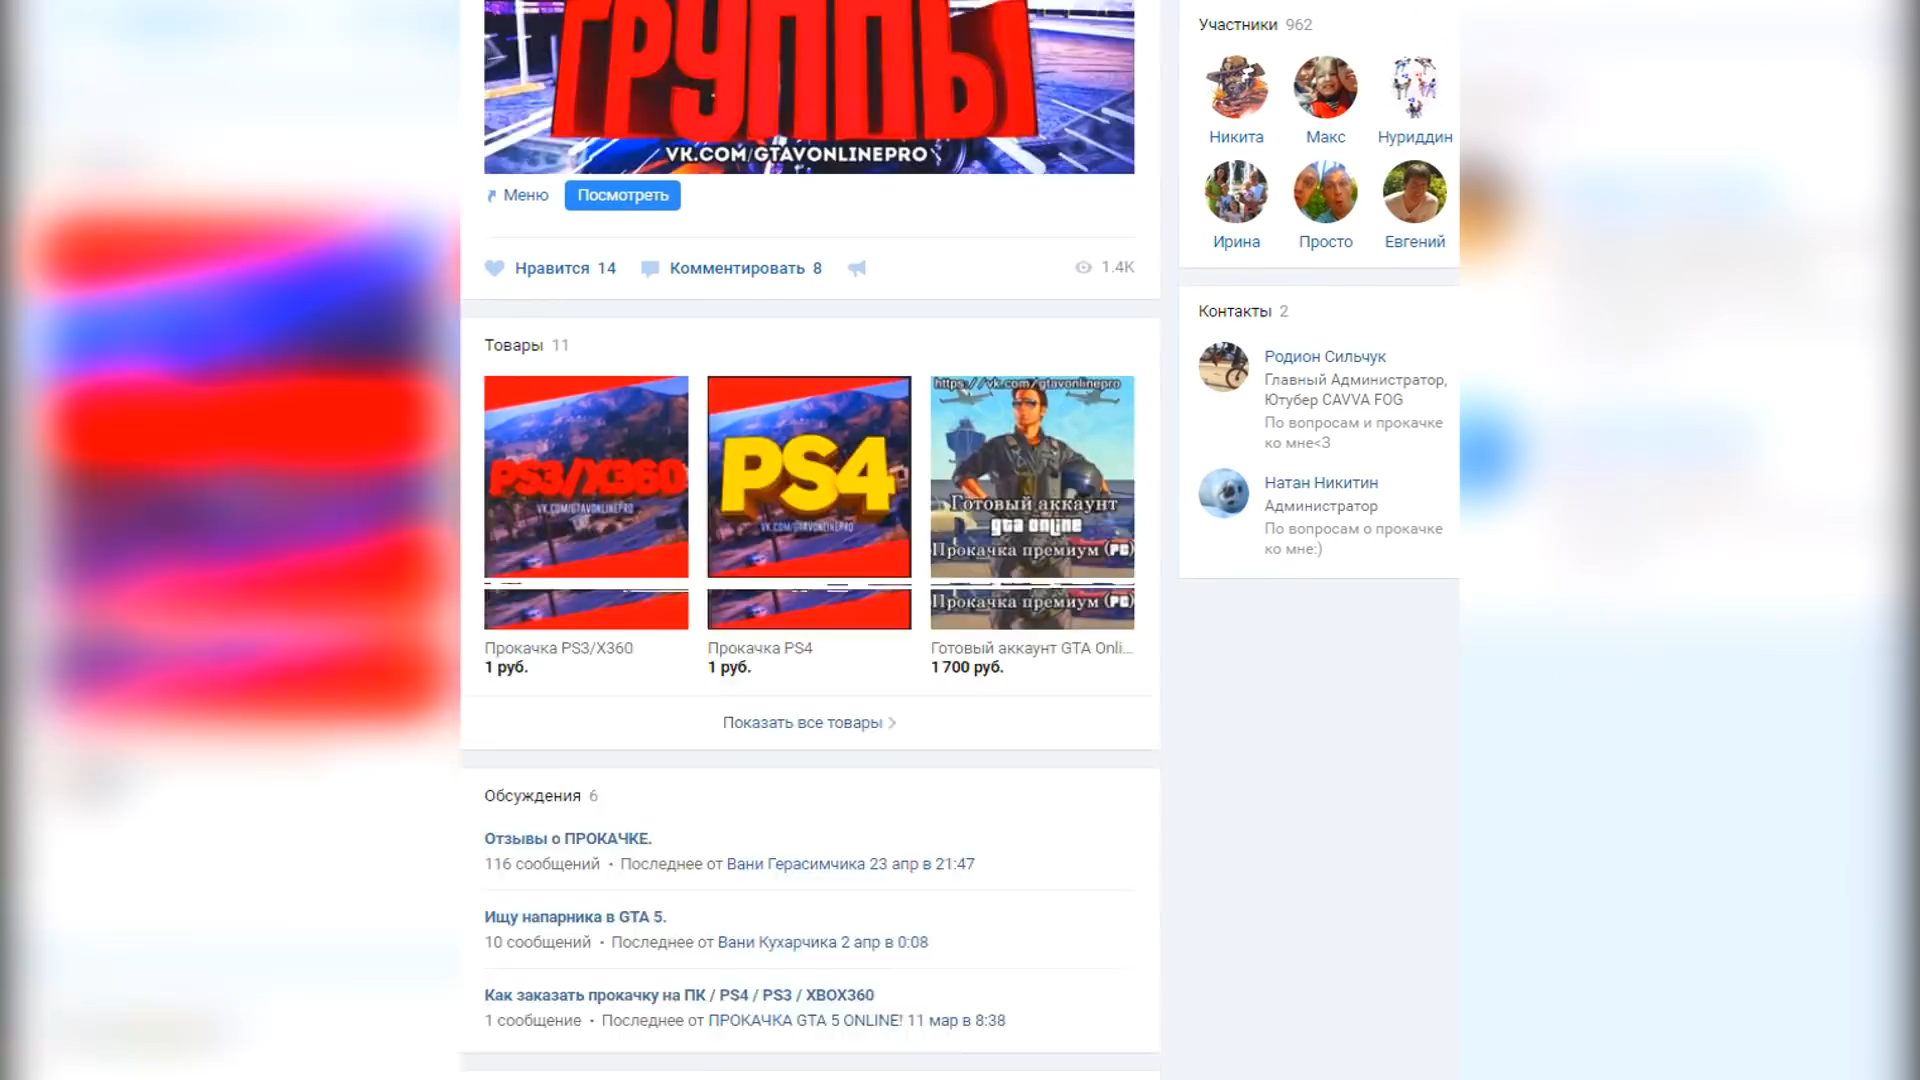 ГРУППЫ
VK.COM/GTAVONLINEPRO
Меню
Посмотреть
Нравится 14
Комментировать 8
1.4K
Товары 11
PS3/X360
VK.COM/GTAVONLINEPRO
PS4
VK.COM/GTAVONLINEPRO
https://vk.com/gtavonlinepro
Готовый аккаунт
gta online
Прокачка премиум (PC)
Прокачка премиум (PC)
Прокачка PS3/X360
1 руб.
Прокачка PS4
1 руб.
Готовый аккаунт GTA Onli...
1 700 руб.
Показать все товары
Обсуждения 6
Отзывы о ПРОКАЧКЕ.
116 сообщений · Последнее от Вани Герасимчика 23 апр в 21:47
Ищу напарника в GTA 5.
10 сообщений · Последнее от Вани Кухарчика 2 апр в 0:08
Как заказать прокачку на ПК / PS4 / PS3 / XBOX360
1 сообщение · Последнее от ПРОКАЧКА GTA 5 ONLINE! 11 мар в 8:38
Участники 962
Никита
Макс
Нуриддин
Ирина
Просто
Евгений
Контакты 2
Родион Сильчук
Главный Администратор,
Ютубер CAVVA FOG
По вопросам и прокачке
ко мне<3
Натан Никитин
Администратор
По вопросам о прокачке
ко мне:)